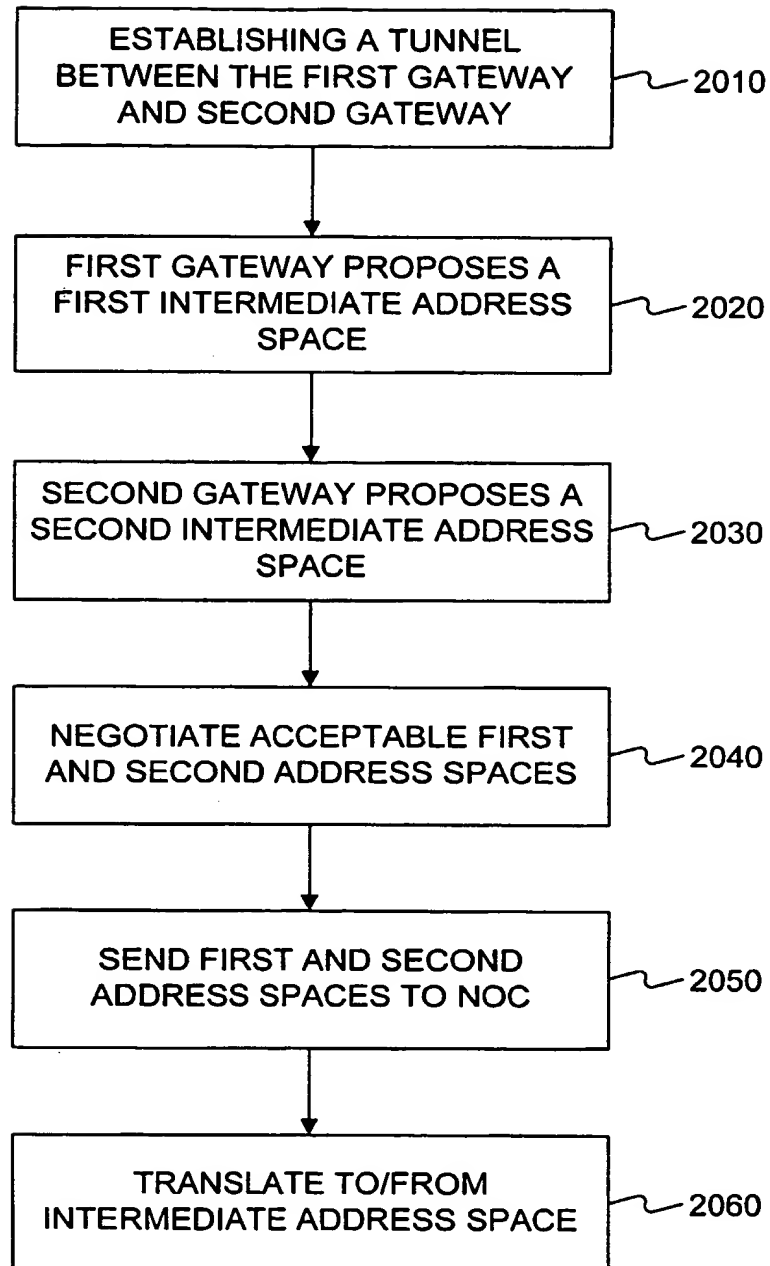 ESTABLISHING A TUNNEL
BETWEEN THE FIRST GATEWAY
AND SECOND GATEWAY
2010
FIRST GATEWAY PROPOSES A
FIRST INTERMEDIATE ADDRESS
SPACE
2020
SECOND GATEWAY PROPOSES A
SECOND INTERMEDIATE ADDRESS
SPACE
2030
NEGOTIATE ACCEPTABLE FIRST
AND SECOND ADDRESS SPACES
2040
SEND FIRST AND SECOND
ADDRESS SPACES TO NOC
2050
TRANSLATE TO/FROM
INTERMEDIATE ADDRESS SPACE
2060